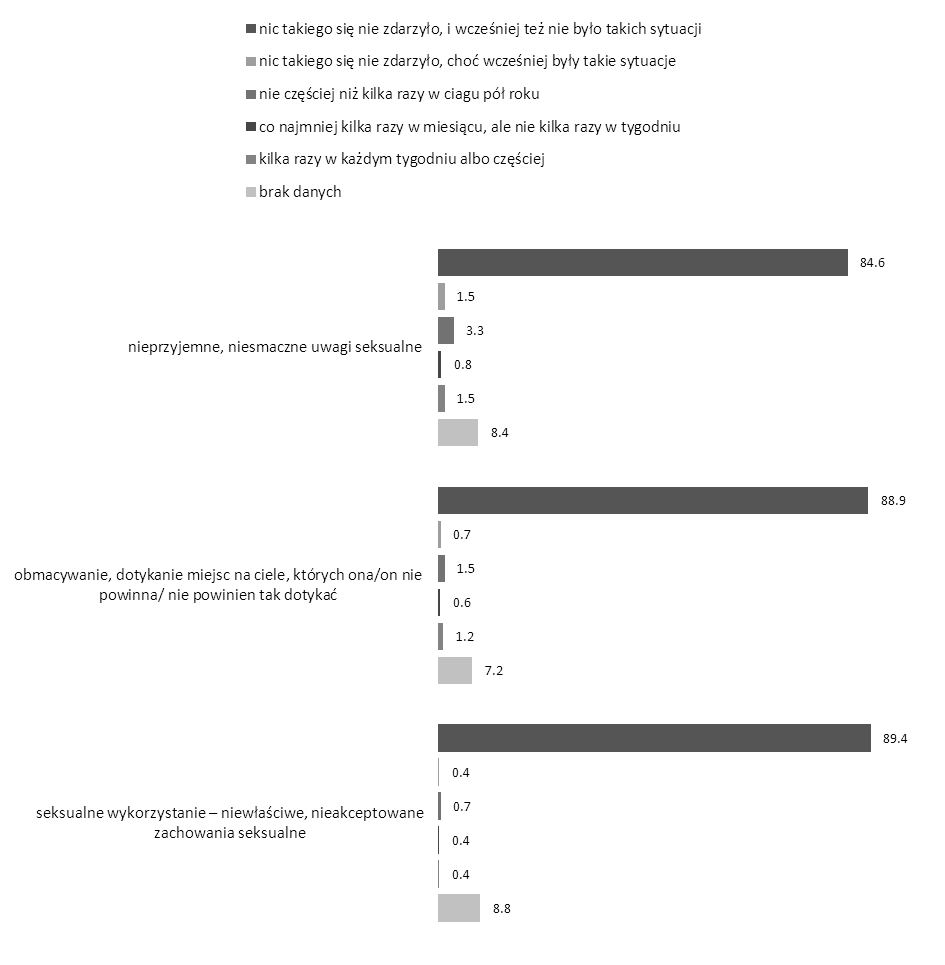 nic takiego się nie zdarzyło, i wcześniej też nie było takich sytuacji
nic takiego się nie zdarzyło, choć wcześniej były takie sytuacje
nie częściej niż kilka razy w ciagu pół roku
co najmniej kilka razy w miesiącu, ale nie kilka razy w tygodniu
kilka razy w każdym tygodniu albo częściej
brak danych
84.6
1.5
3.3
nieprzyjemne, niesmaczne uwagi seksualne
0.8
1.5
8.4
88.9
0.7
1.5
obmacywanie, dotykanie miejsc na ciele, których ona/on nie
powinna/ nie powinien tak dotykać
0.6
1.2
7.2
89.4
0.4
0.7
seksualne wykorzystanie – niewłaściwe, nieakceptowane
zachowania seksualne
0.4
0.4
8.8